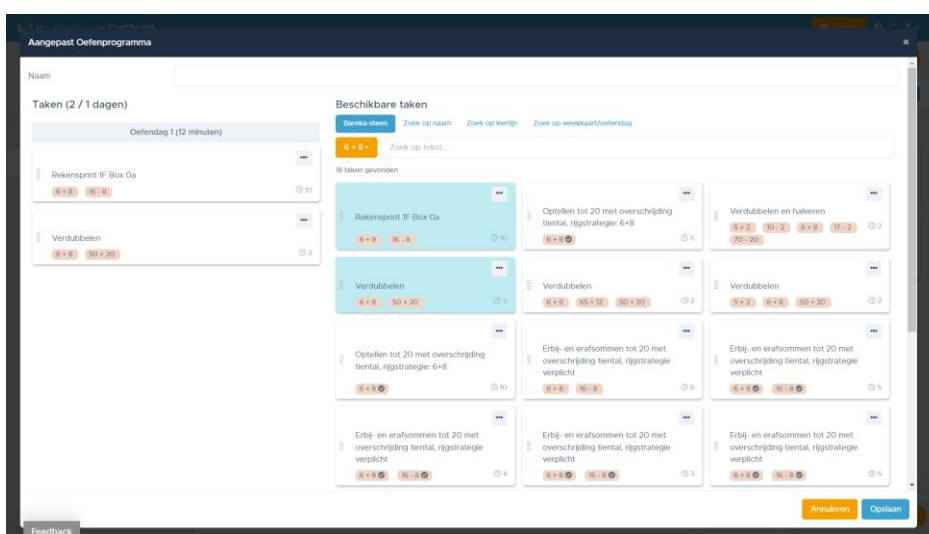 Aangepast Oefenprogramma
Naam
Taken (2 / 1 dagen)
Oefendag 1 (12 minuten)
Rekensprint 1F Box 0a
6 + 8 16 - 8
10
Verdubbelen
6 + 8 50 + 20
2
Beschikbare taken
Bareka-steen Zoek op naam Zoek op leerlijn Zoek op weekkaart/oefendag
6 + 8
Zoek op tekst...
18 taken gevonden
Rekensprint 1F Box 0a
6 + 8 16 - 8
10
Optellen tot 20 met overschrijding
tiental, rijgstrategie: 6+8
6 + 8
5
Verdubbelen en halveren
5 + 2 10 - 2 6 + 8 17 - 2
70 - 20
2
Verdubbelen
6 + 8 50 + 20
2
Verdubbelen
6 + 8 65 + 12 50 + 20
2
Verdubbelen
5 + 2 6 + 8 50 + 20
2
Optellen tot 20 met overschrijding
tiental, rijgstrategie: 6+8
6 + 8
10
Erbij- en erafsommen tot 20 met
overschrijding tiental, rijgstrategie
verplicht
6 + 8 16 - 8
6
Erbij- en erafsommen tot 20 met
overschrijding tiental, rijgstrategie
verplicht
6 + 8 16 - 8
5
Erbij- en erafsommen tot 20 met
overschrijding tiental, rijgstrategie
verplicht
6 + 8 16 - 8
4
Erbij- en erafsommen tot 20 met
overschrijding tiental, rijgstrategie
verplicht
6 + 8 16 - 8
3
Erbij- en erafsommen tot 20 met
overschrijding tiental, rijgstrategie
verplicht
6 + 8 16 - 8
5
Annuleren Opslaan
Feedback